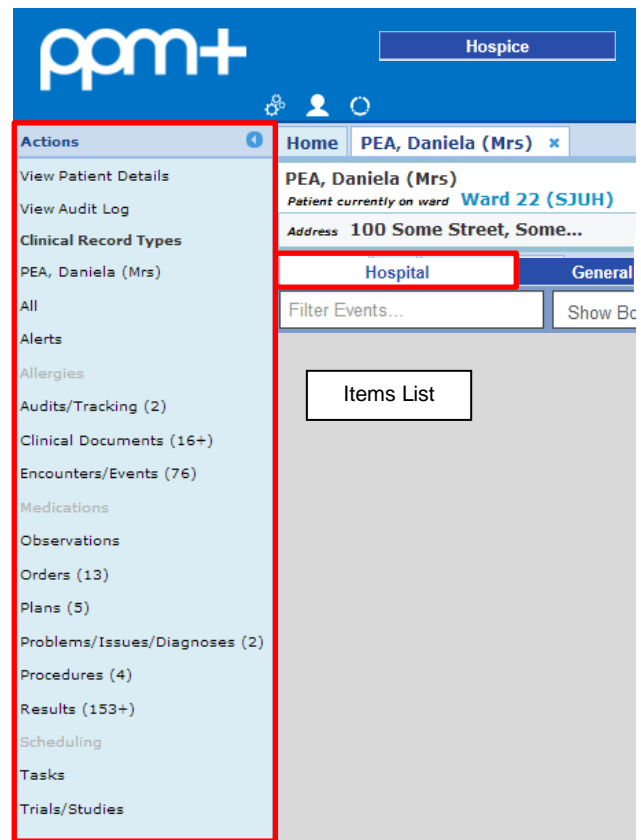 ppm+
Hospice
Actions
View Patient Details
View Audit Log
Clinical Record Types
PEA, Daniela (Mrs)
All
Alerts
Allergies
Audits/Tracking (2)
Clinical Documents (16+)
Encounters/Events (76)
Medications
Observations
Orders (13)
Plans (5)
Problems/Issues/Diagnoses (2)
Procedures (4)
Results (153+)
Scheduling
Tasks
Trials/Studies
Home PEA, Daniela (Mrs) ×
PEA, Daniela (Mrs)
Patient currently on ward Ward 22 (SJUH)
Address 100 Some Street, Some...
Hospital General
Filter Events... Show Bo
Items List